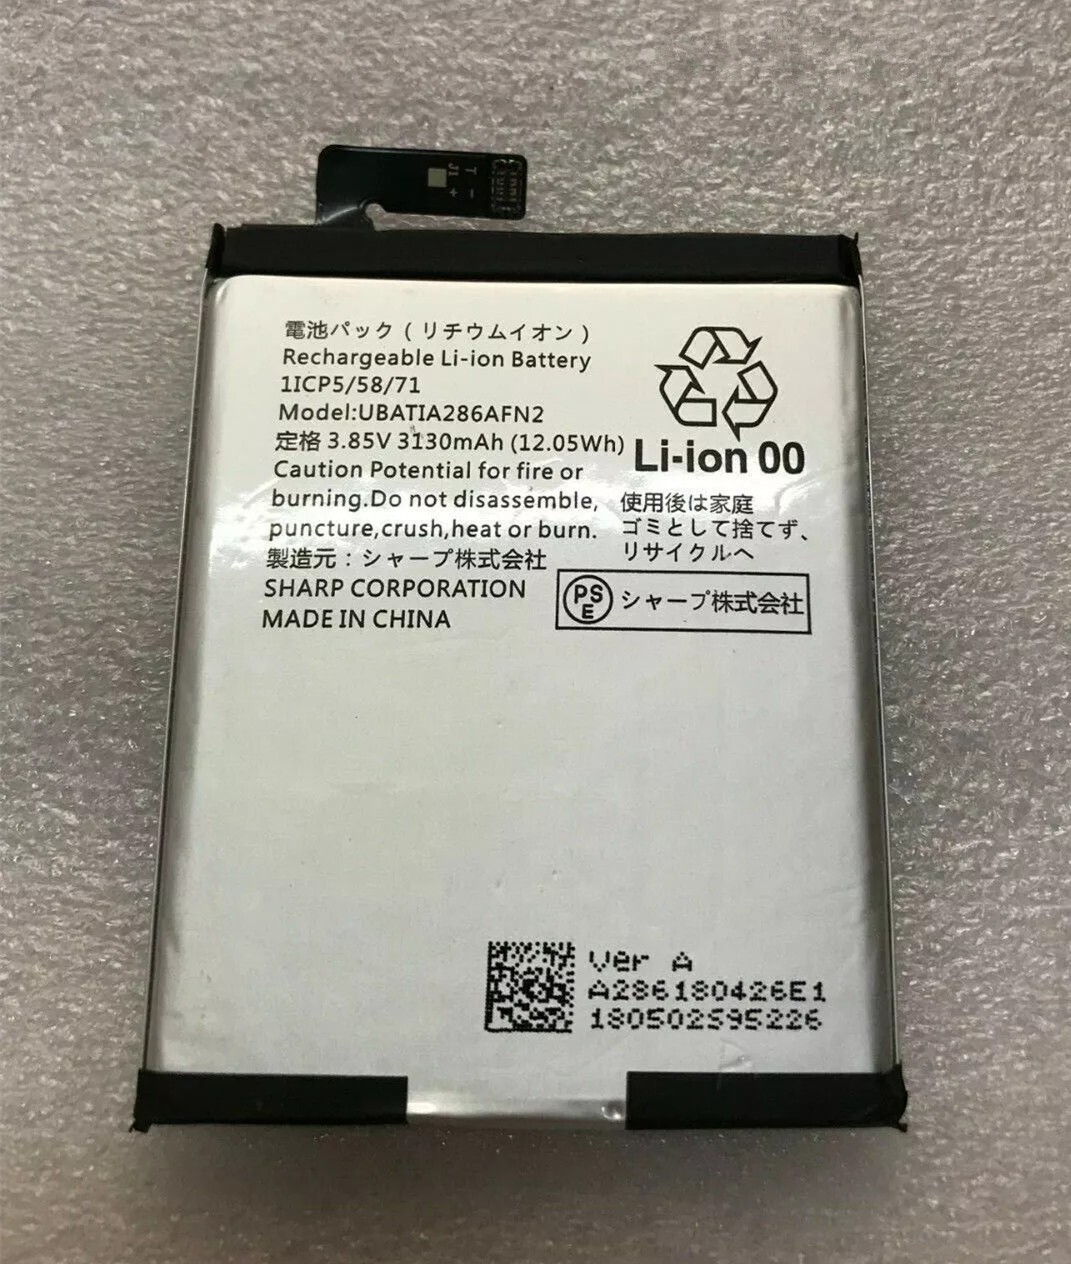 T -
J1 +
電池パック（リチウムイオン）
Rechargeable Li-ion Battery
1ICP5/58/71
Model:UBATIA286AFN2
定格 3.85V 3130mAh (12.05Wh)
Caution Potential for fire or
burning.Do not disassemble,
puncture,crush,heat or burn.
製造元：シャープ株式会社
SHARP CORPORATION
MADE IN CHINA
Li-ion 00
使用後は家庭
ゴミとして捨てず、
リサイクルへ
PS
E
シャープ株式会社
Ver A
A286180426E1
180502595226